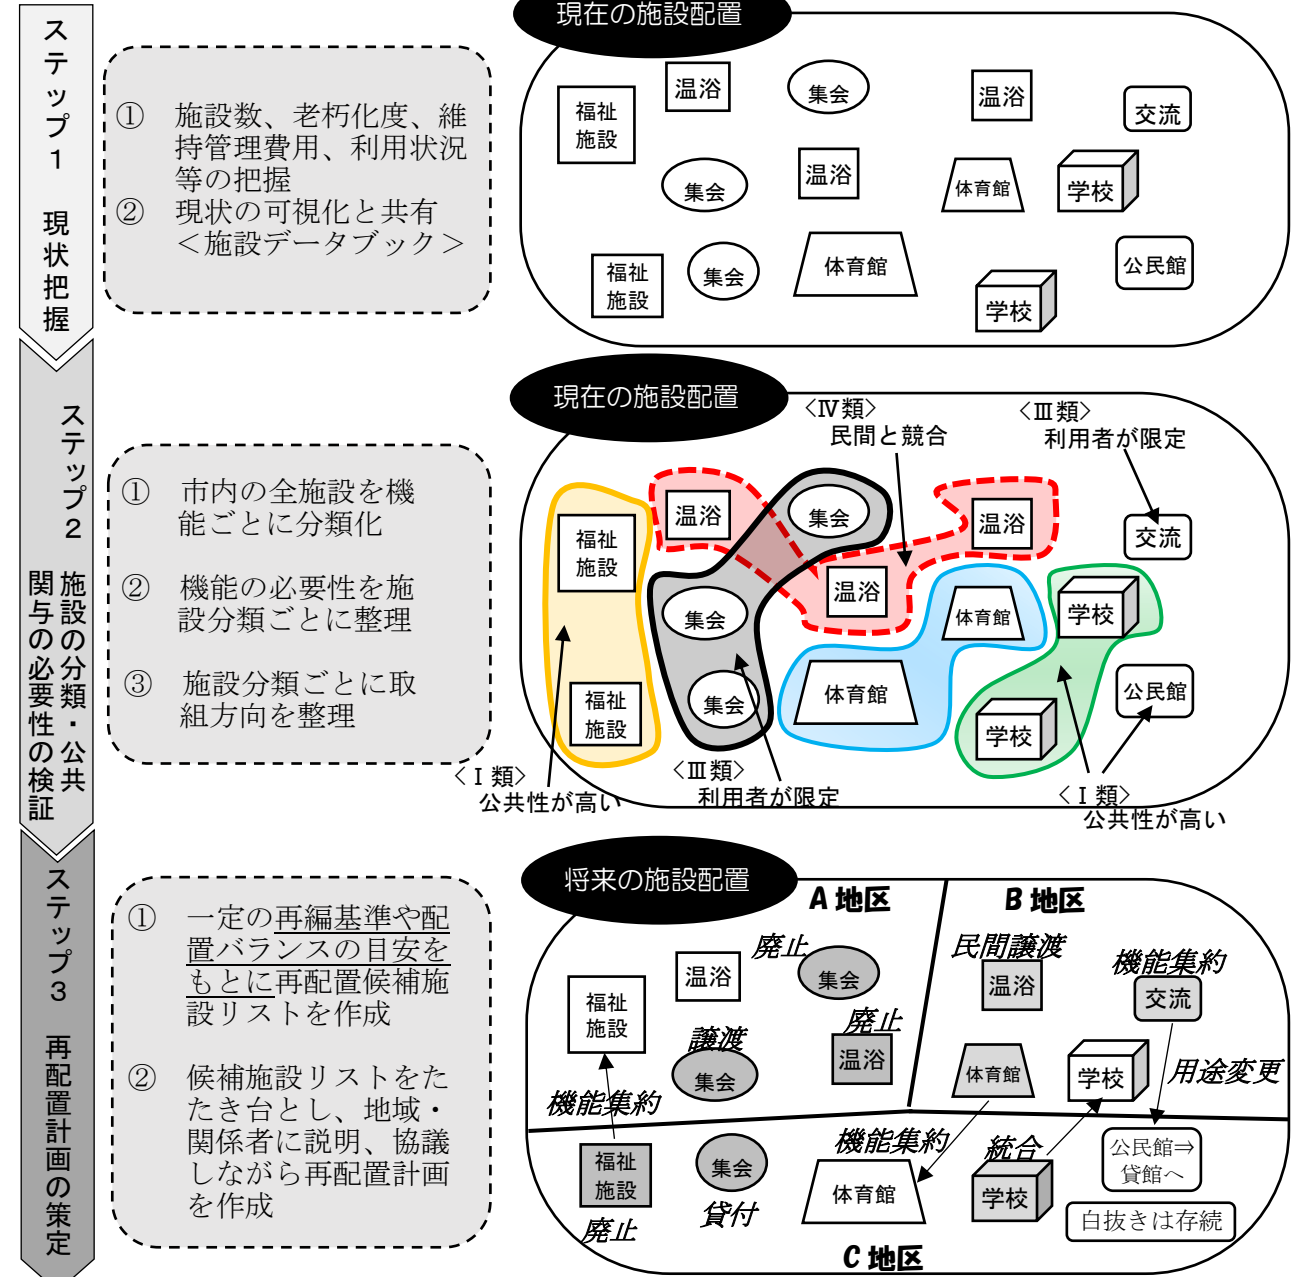 ステップ1　現状把握
①　施設数、老朽化度、維
持管理費用、利用状況
等の把握
②　現状の可視化と共有
＜施設データブック＞
現在の施設配置
福祉
施設
温浴
集会
温浴
交流
集会
温浴
体育館
学校
福祉
施設
集会
体育館
学校
公民館
ステップ2　施設の分類・公共
関与の必要性の検証
①　市内の全施設を機
能ごとに分類化
②　機能の必要性を施
設分類ごとに整理
③　施設分類ごとに取
組方向を整理
現在の施設配置
〈Ⅳ類〉
民間と競合
〈Ⅲ類〉
利用者が限定
福祉
施設
温浴
集会
温浴
交流
集会
温浴
体育館
学校
福祉
施設
集会
体育館
学校
公民館
〈Ⅰ類〉
公共性が高い
〈Ⅲ類〉
利用者が限定
〈Ⅰ類〉
公共性が高い
ステップ3　再配置計画の策定
①　一定の再編基準や配
置バランスの目安を
もとに再配置候補施
設リストを作成
②　候補施設リストをた
たき台とし、地域・
関係者に説明、協議
しながら再配置計画
を作成
将来の施設配置
A地区
B地区
福祉
施設
温浴
廃止
集会
民間譲渡
温浴
機能集約
交流
譲渡
集会
廃止
温浴
体育館
学校
用途変更
機能集約
機能集約
統合
福祉
施設
廃止
集会
貸付
体育館
学校
公民館⇒
貸館へ
白抜きは存続
C地区